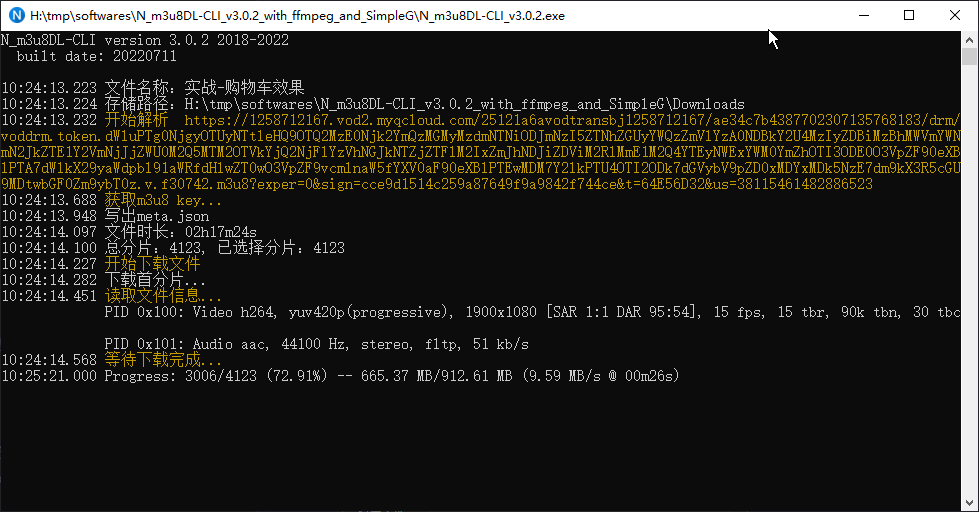 H:\tmp\softwares\N_m3u8DL-CLI_v3.0.2_with_ffmpeg_and_SimpleG\N_m3u8DL-CLI_v3.0.2.exe
N_m3u8DL-CLI version 3.0.2 2018-2022
built date: 20220711
10:24:13.223 文件名称：实战-购物车效果
10:24:13.224 存储路径：H:\tmp\softwares\N_m3u8DL-CLI_v3.0.2_with_ffmpeg_and_SimpleG\Downloads
10:24:13.232 开始解析 https://1258712167.vod2.myqcloud.com/25121a6avodtransbj1258712167/ae34c7b43877023071 35768183/drm/
9MDtwbGF0Zm9ybT0z.v.f30742.m3u8?exper=0&sign=cce9d1514c259a87649f9a9842f744ce&t=64E56D32&us=381154614828865​23
10:24:13.688 获取m3u8 key...
10:24:13.948 写出meta.json
10:24:14.097 文件时长：02h17m24s
10:24:14.100 总分片：4123, 已选择分片：4123
10:24:14.227 开始下载文件
10:24:14.282 下载首分片...
10:24:14.451 读取文件信息...
PID 0x100: Video h264, yuv420p(progressive), 1900x1080 [SAR 1:1 DAR 95:54], 15 fps, 15 tbr, 90k tbn, 30 tbc
PID 0x101: Audio aac, 44100 Hz, stereo, fltp, 51 kb/s
10:24:14.568 等待下载完成...
10:25:21.000 Progress: 3006/4123 (72.91%) -- 665.37 MB/912.61 MB (9.59 MB/s @ 00m26s)